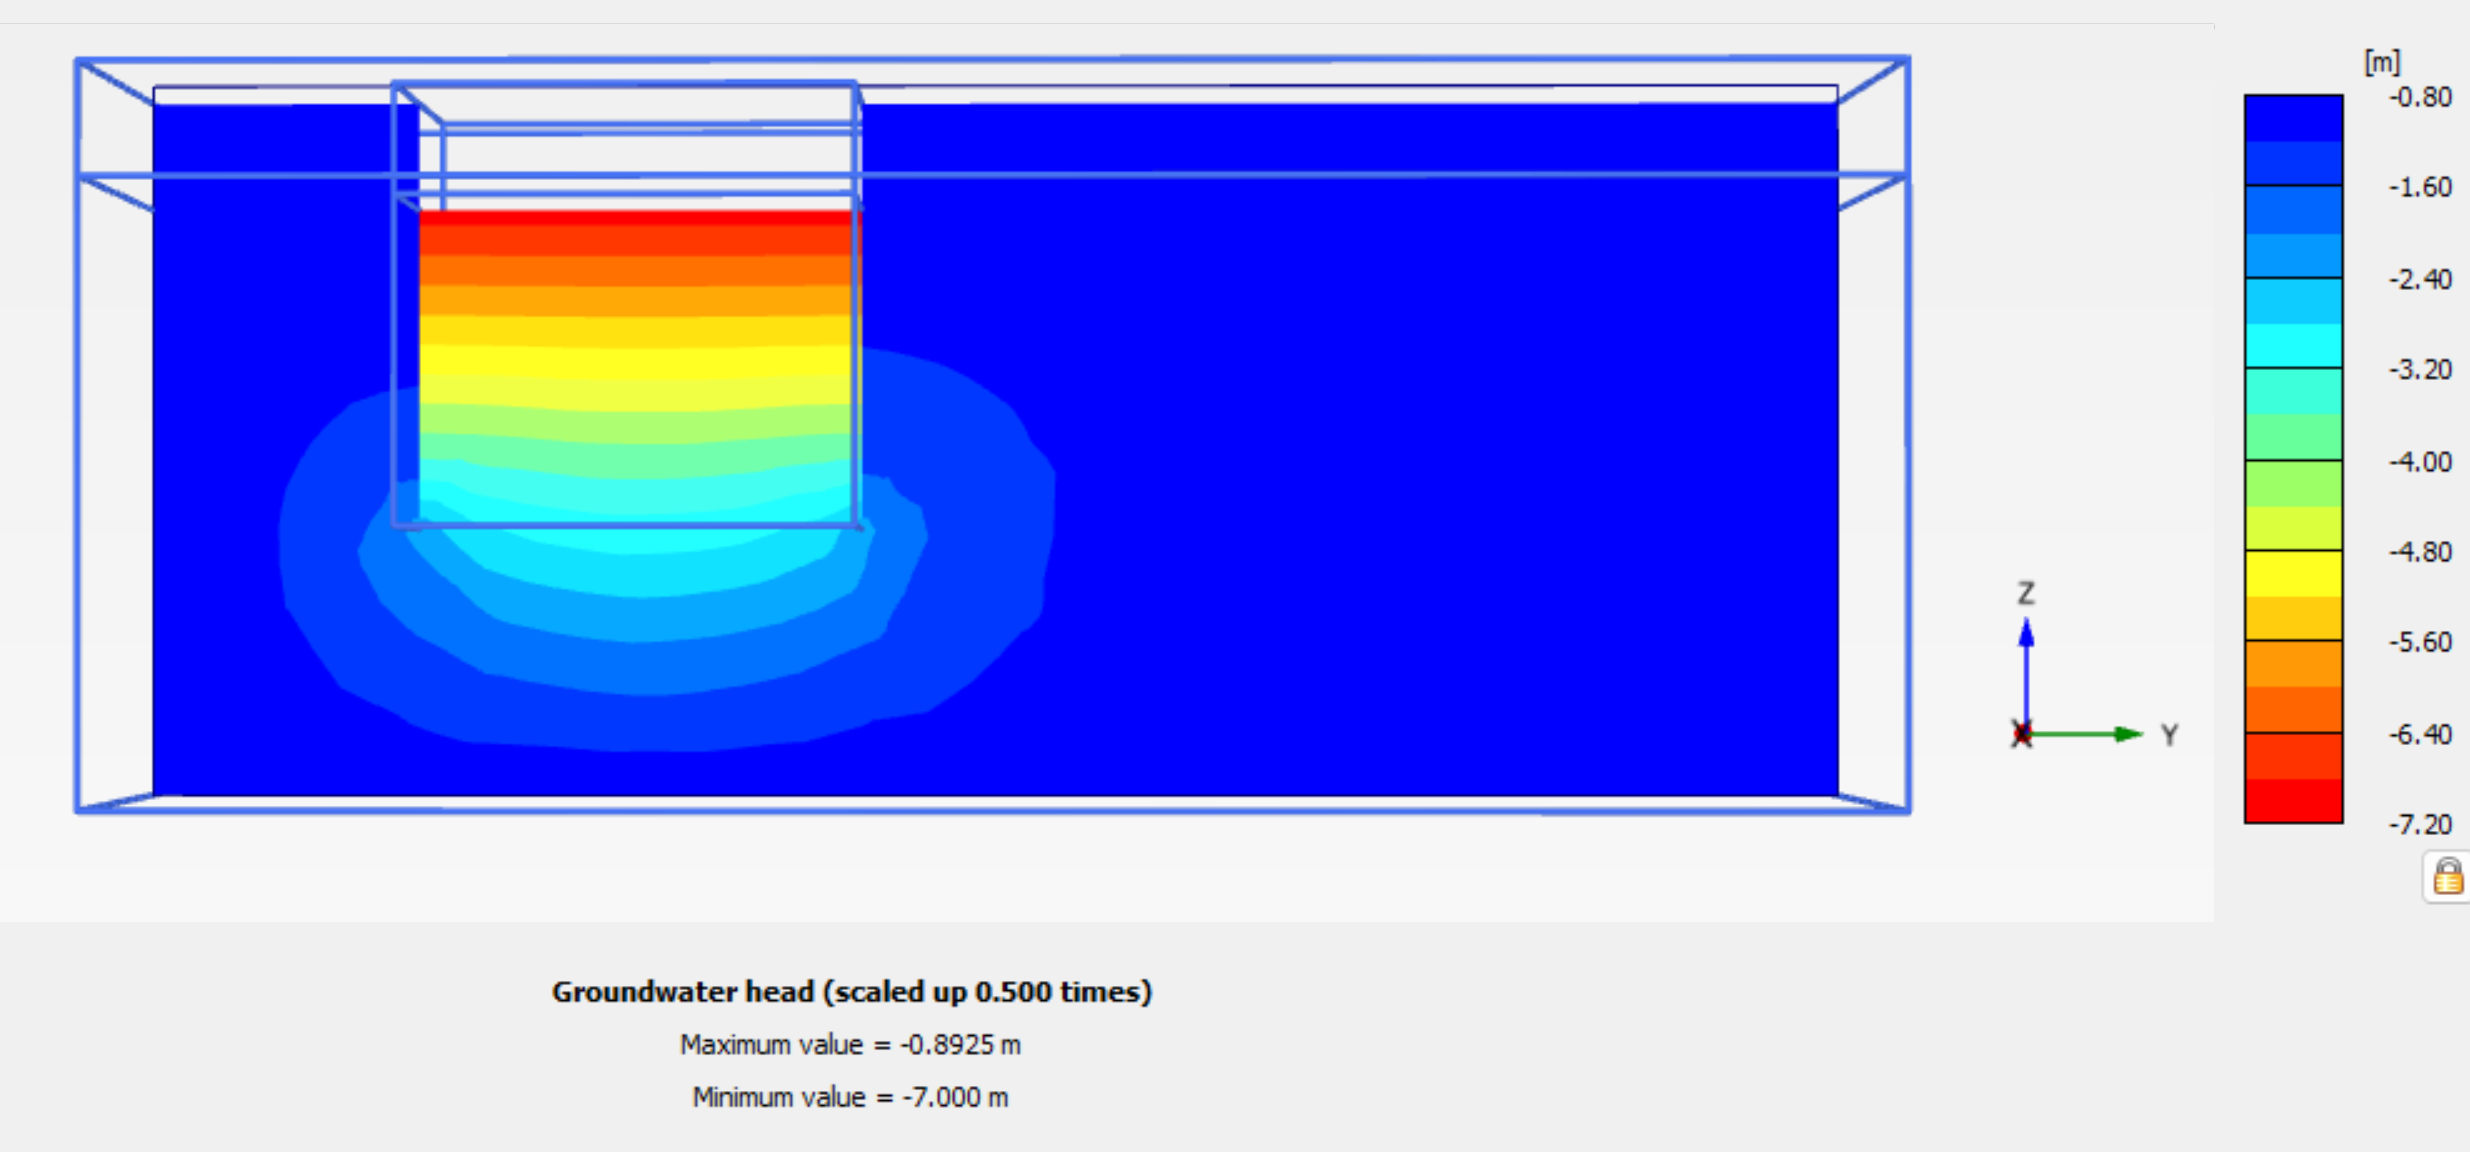 [m]
-0.80
-1.60
-2.40
-3.20
-4.00
-4.80
-5.60
-6.40
-7.20
Z
X
Y
Groundwater head (scaled up 0.500 times)
Maximum value = -0.8925 m
Minimum value = -7.000 m